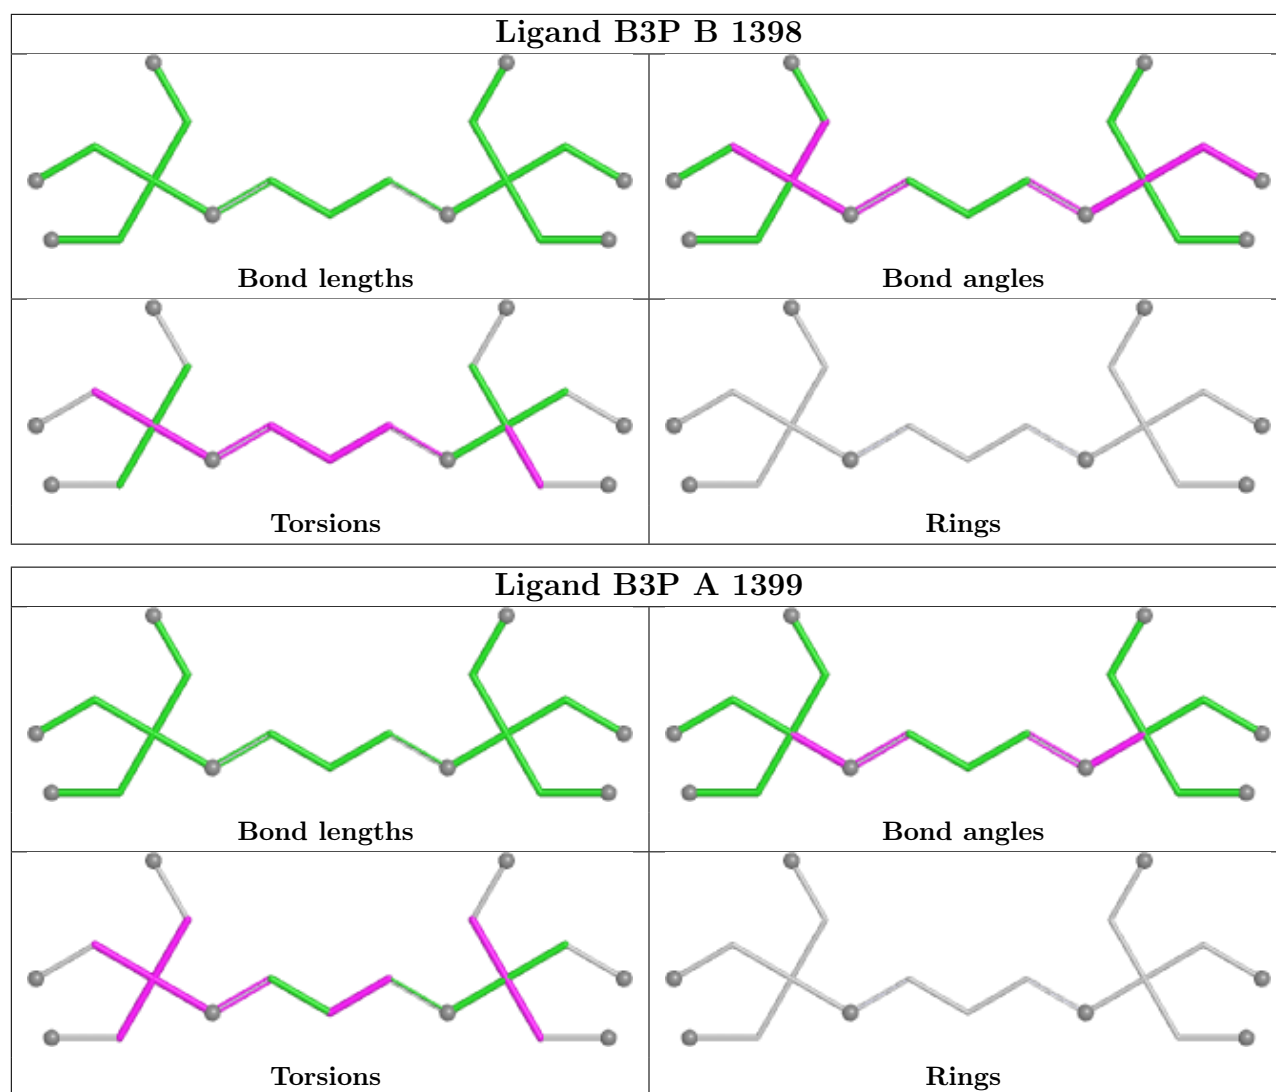 Ligand B3P B 1398
Bond lengths
Bond angles
Torsions
Rings
Ligand B3P A 1399
Bond lengths
Bond angles
Torsions
Rings